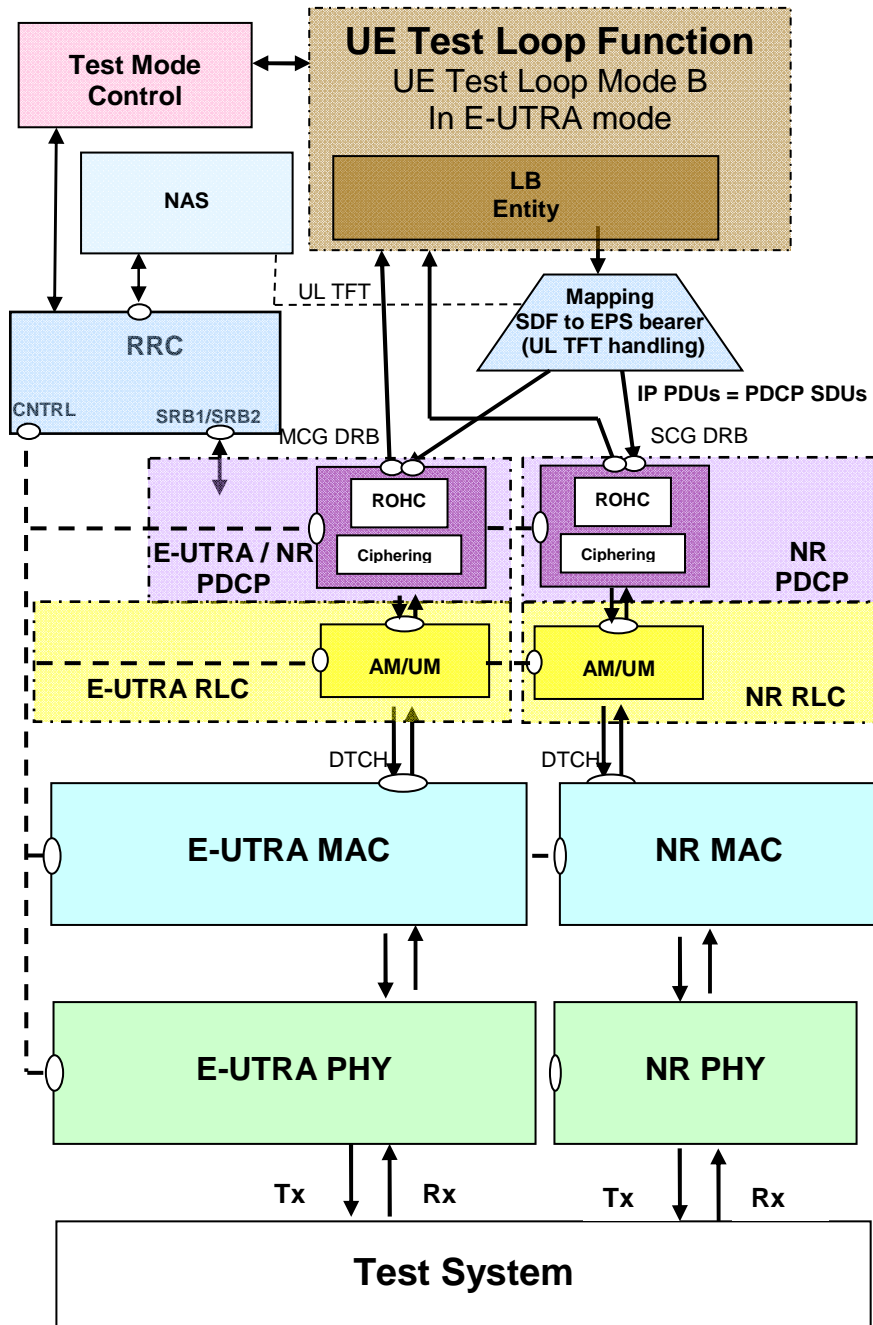 UE Test Loop Function
UE Test Loop Mode B
In E-UTRA mode
Test Mode
Control
LB
Entity
NAS
UL TFT
Mapping
SDF to EPS bearer
(UL TFT handling)
RRC
CNTRL
SRB1/SRB2
IP PDUs = PDCP SDUs
MCG DRB
SCG DRB
ROHC
Ciphering
E-UTRA / NR
PDCP
ROHC
Ciphering
NR
PDCP
AM/UM
E-UTRA RLC
AM/UM
NR RLC
DTCH
DTCH
E-UTRA MAC
NR MAC
E-UTRA PHY
NR PHY
Tx
Rx
Tx
Rx
Test System